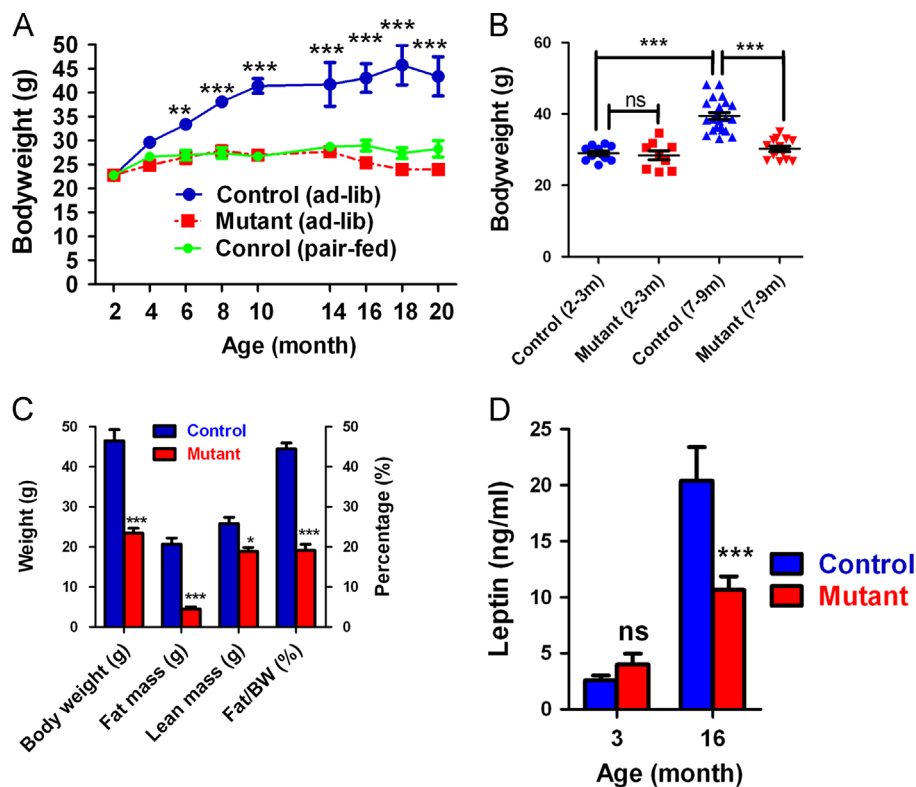 A
Bodyweight (g)
50
45
40
35
30
25
20
15
10
5
0
** *** *** *** *** *** ***
Control (ad-lib)
Mutant (ad-lib)
Conrol (pair-fed)
2 4 6 8 10 14 16 18 20
Age (month)
B
Bodyweight (g)
60
40
20
0
*** ***
ns
Control (2-3m)
Mutant (2-3m)
Control (7-9m)
Mutant (7-9m)
C
Weight (g)
50
40
30
20
10
0
Control
Mutant
*** *** * ***
50
40
30
20
10
0
Percentage (%)
Body weight (g)
Fat mass (g)
Lean mass (g)
Fat/BW (%)
D
Leptin (ng/ml)
25
20
15
10
5
0
ns
***
Control
Mutant
3 16
Age (month)